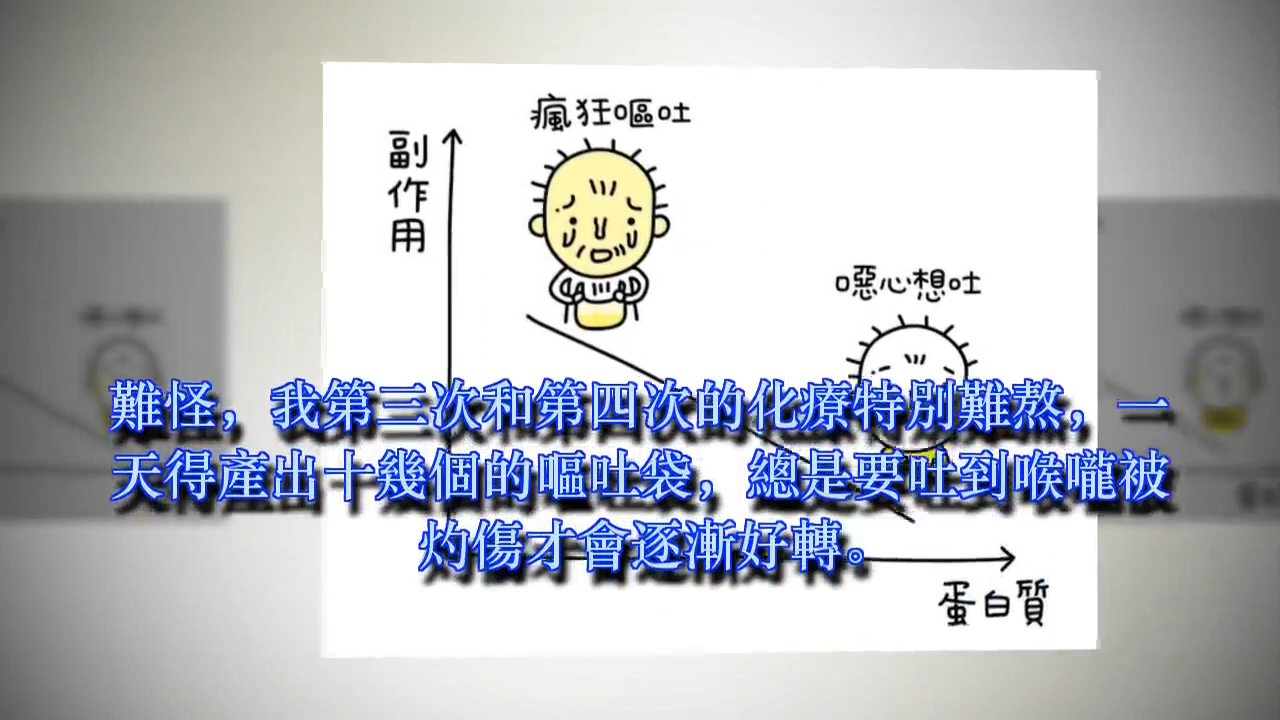 瘋狂嘔吐
副作用
噁心想吐
難怪，我第三次和第四次的化療特別難熬，一
天得產出十幾個的嘔吐袋，總是要吐到喉嚨被
灼傷才會逐漸好轉。
蛋白質